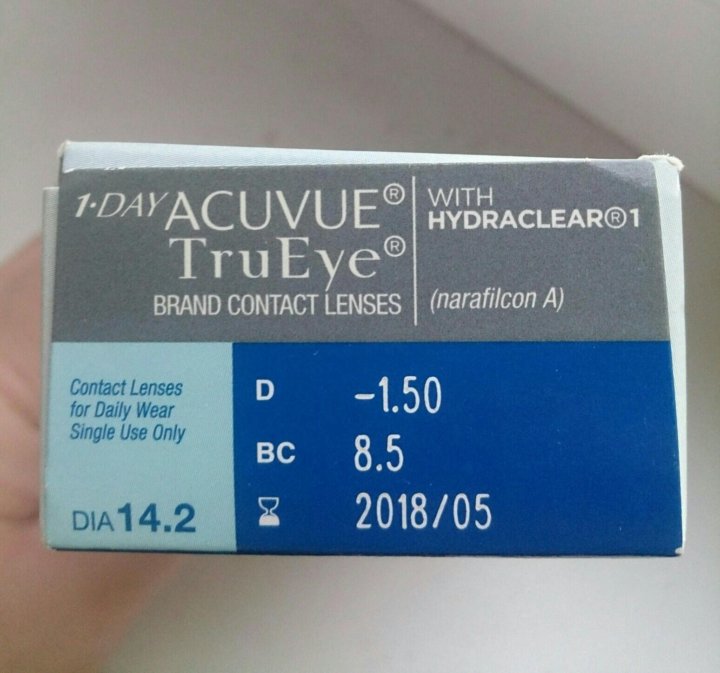 1·DAY ACUVUE®
TruEye®
BRAND CONTACT LENSES
WITH
HYDRACLEAR®1
(narafilcon A)
Contact Lenses
for Daily Wear
Single Use Only
DIA 14.2
D -1.50
BC 8.5
2018/05